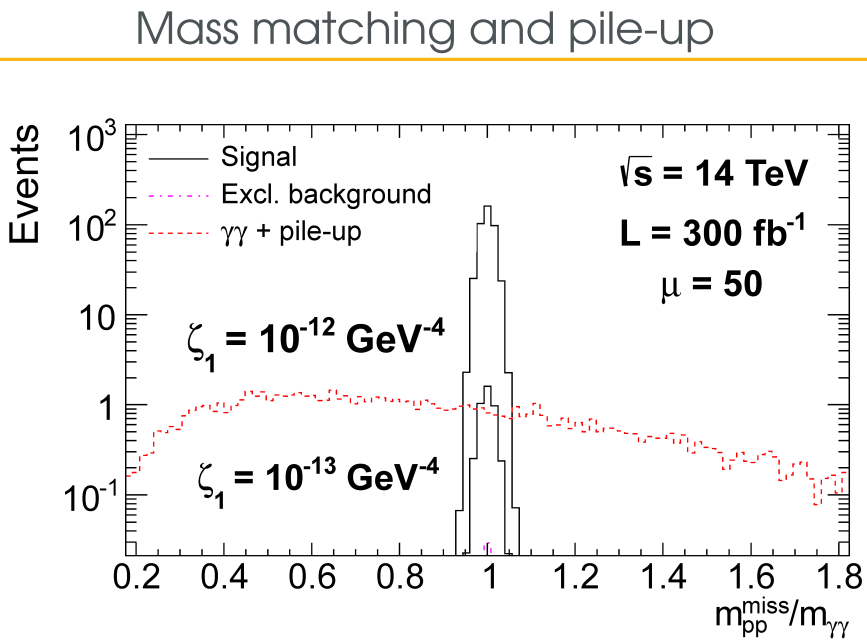 Mass matching and pile-up
Events
10³
10²
10
1
10⁻¹
Signal
Excl. background
γγ + pile-up
√s = 14 TeV
L = 300 fb⁻¹
μ = 50
ζ₁ = 10⁻¹² GeV⁻⁴
ζ₁ = 10⁻¹³ GeV⁻⁴
0.2 0.4 0.6 0.8 1 1.2 1.4 1.6 1.8
m_pp^miss/m_γγ